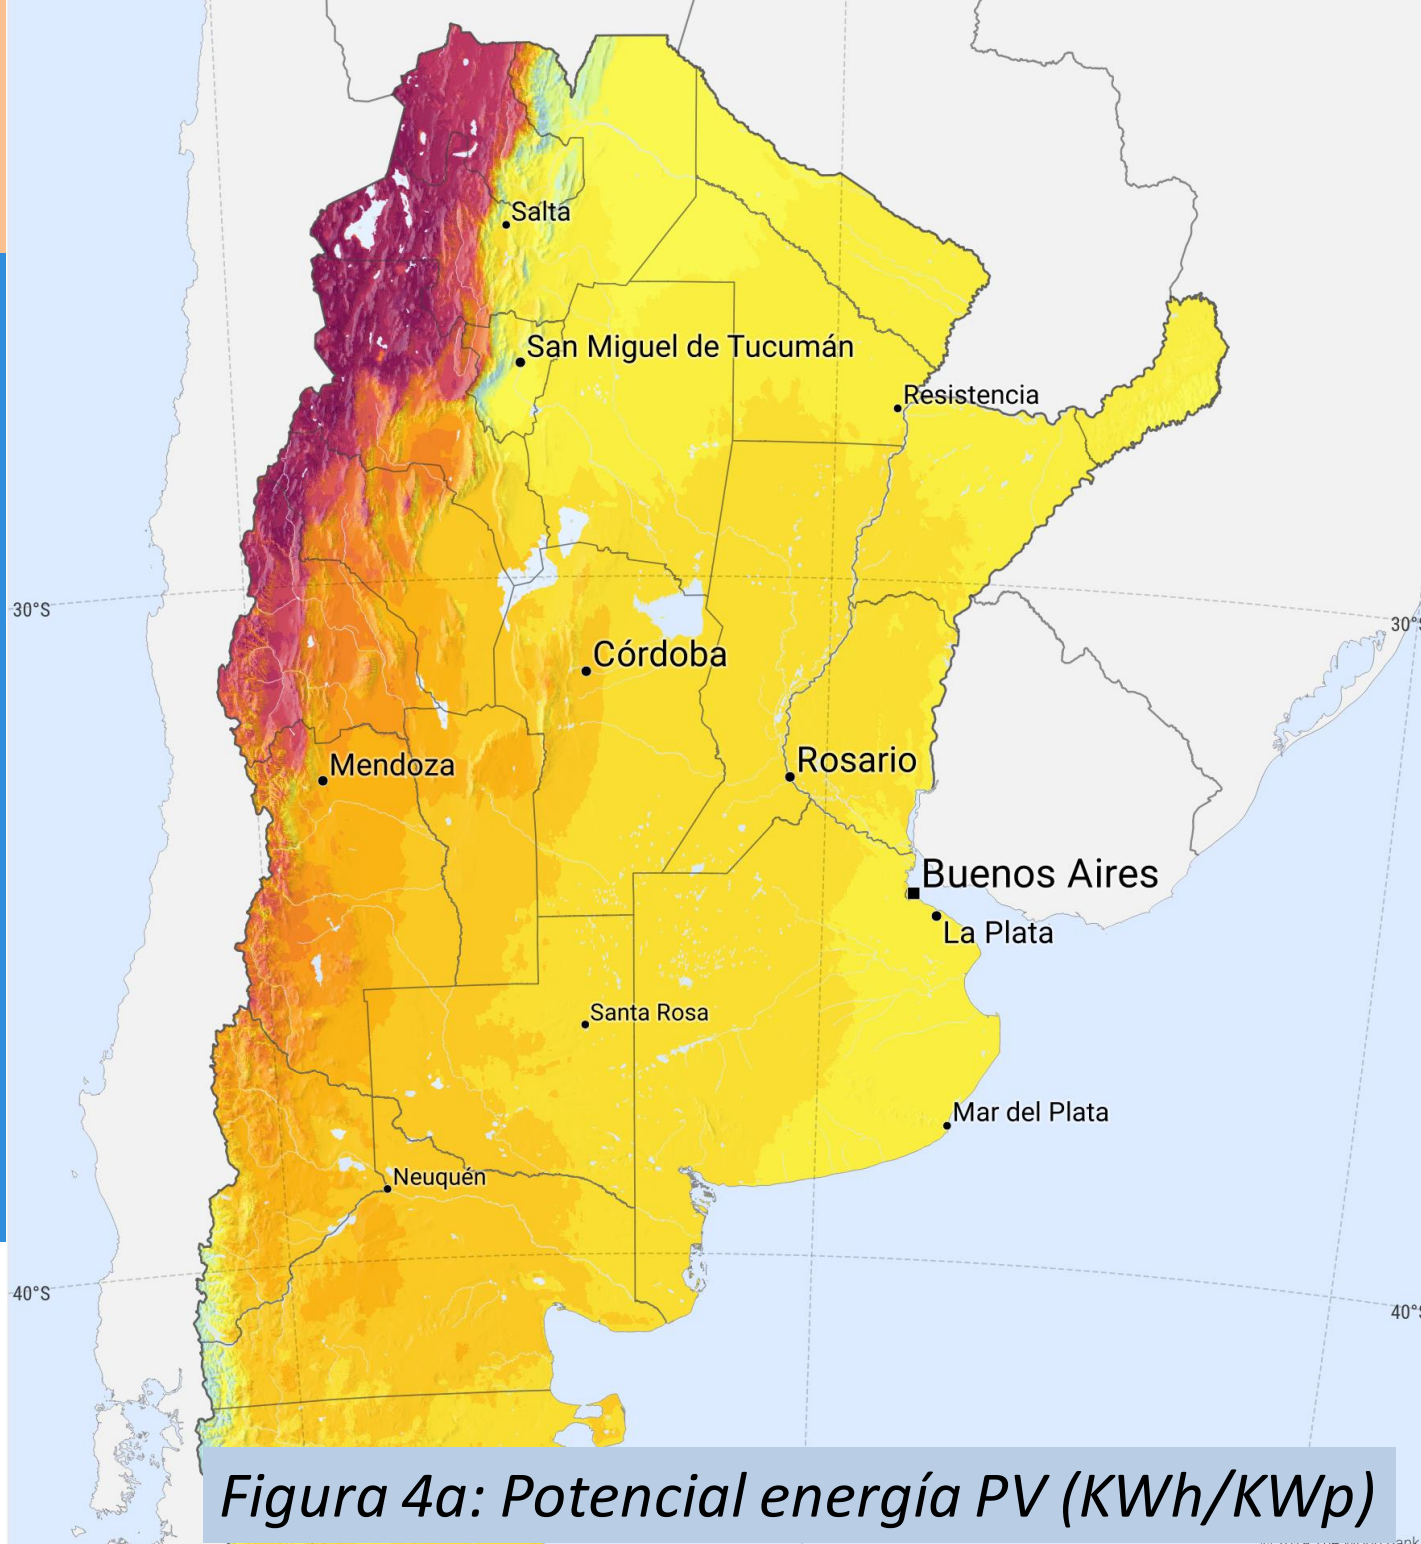 Salta
San Miguel de Tucumán
Resistencia
30°S
30°S
Córdoba
Mendoza
Rosario
Buenos Aires
La Plata
Santa Rosa
Mar del Plata
Neuquén
40°S
40°S
Figura 4a: Potencial energía PV (KWh/KWp)